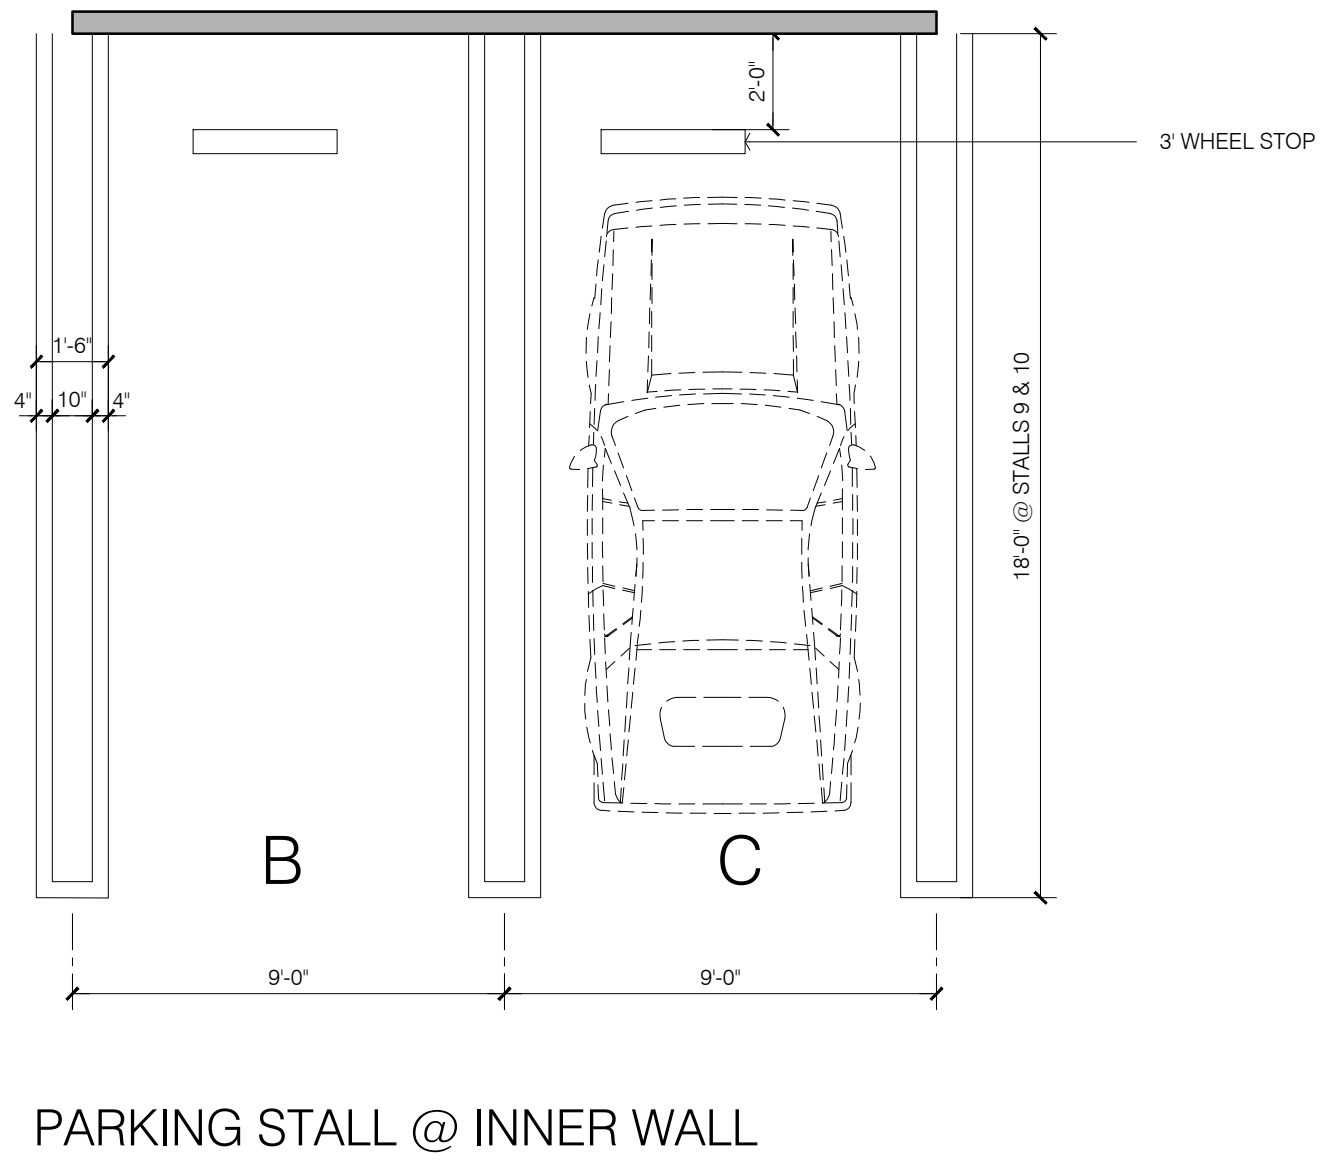 2'-0"
3' WHEEL STOP
1'-6"
4" 10" 4"
18'-0" @ STALLS 9 & 10
B C
9'-0" 9'-0"
PARKING STALL @ INNER WALL